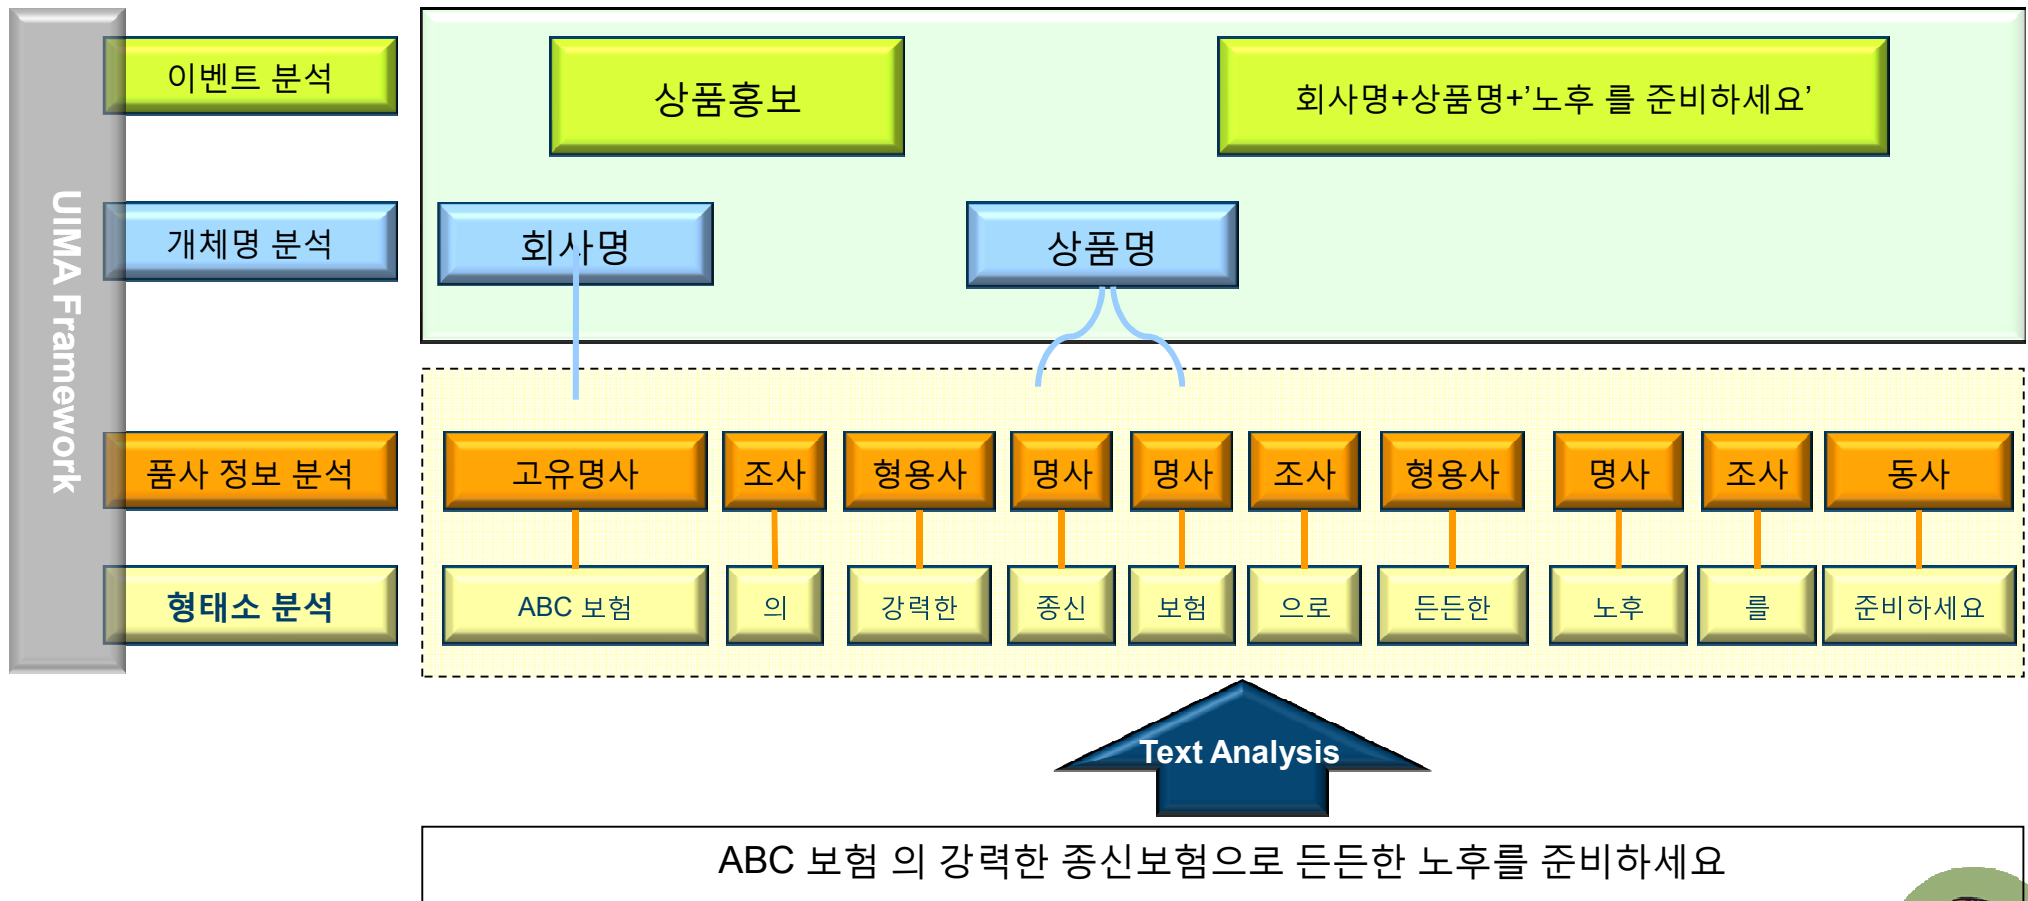 UIMA Framework
이벤트 분석
상품홍보
회사명+상품명+’노후 를 준비하세요’
개체명 분석
회사명
상품명
품사 정보 분석
고유명사
조사
형용사
명사
명사
조사
형용사
명사
조사
동사
형태소 분석
ABC 보험
의
강력한
종신
보험
으로
든든한
노후
를
준비하세요
Text Analysis
ABC 보험 의 강력한 종신보험으로 든든한 노후를 준비하세요